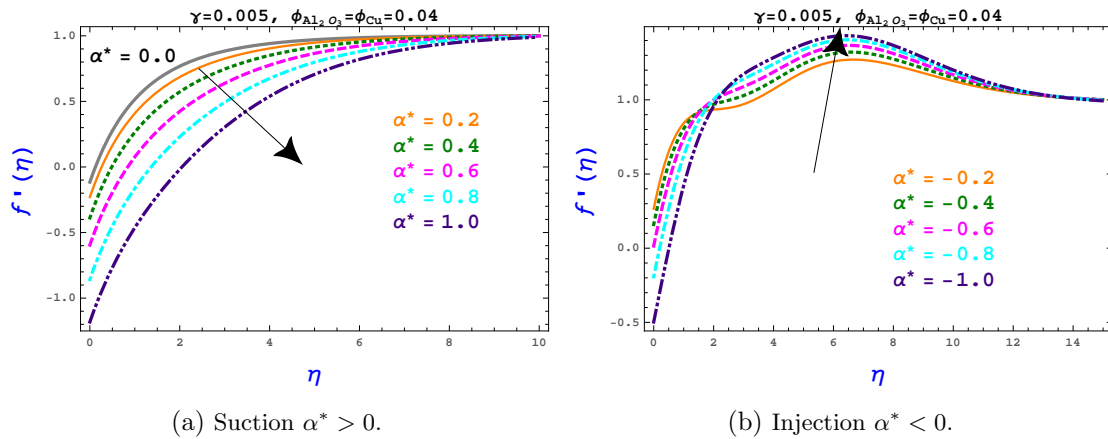 γ=0.005, ϕAl₂O₃=ϕCu=0.04
α* = 0.0
α* = 0.2
α* = 0.4
α* = 0.6
α* = 0.8
α* = 1.0
f'(η)
1.0
0.5
0.0
-0.5
-1.0
0 2 4 6 8 10
η
(a) Suction α* > 0.
γ=0.005, ϕAl₂O₃=ϕCu=0.04
α* = -0.2
α* = -0.4
α* = -0.6
α* = -0.8
α* = -1.0
f'(η)
1.0
0.5
0.0
-0.5
0 2 4 6 8 10 12 14
η
(b) Injection α* < 0.